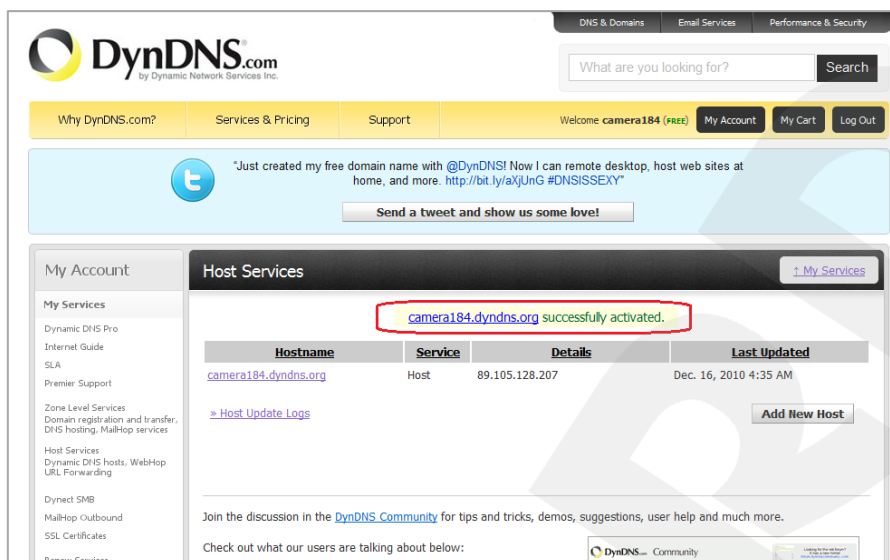 DNS & Domains Email Services Performance & Security
DynDNS.com
by Dynamic Network Services Inc.
What are you looking for? Search
Why DynDNS.com? Services & Pricing Support Welcome camera184 (FREE) My Account My Cart Log Out
"Just created my free domain name with @DynDNS! Now I can remote desktop, host web sites at
home, and more. http://bit.ly/aXjUnG #DNSISSEXY"
Send a tweet and show us some love!
My Account
Host Services
↑ My Services
My Services
camera184.dyndns.org successfully activated.
Dynamic DNS Pro
Internet Guide
SLA
Premier Support
Hostname Service Details Last Updated
camera184.dyndns.org Host 89.105.128.207 Dec. 16, 2010 4:35 AM
Zone Level Services
Domain registration and transfer,
DNS hosting, MailHop services
» Host Update Logs Add New Host
Host Services
Dynamic DNS hosts, WebHop
URL Forwarding
Dynect SMB
MailHop Outbound
SSL Certificates
Join the discussion in the DynDNS Community for tips and tricks, demos, suggestions, user help and much more.
Check out what our users are talking about below:
DynDNS.com Community